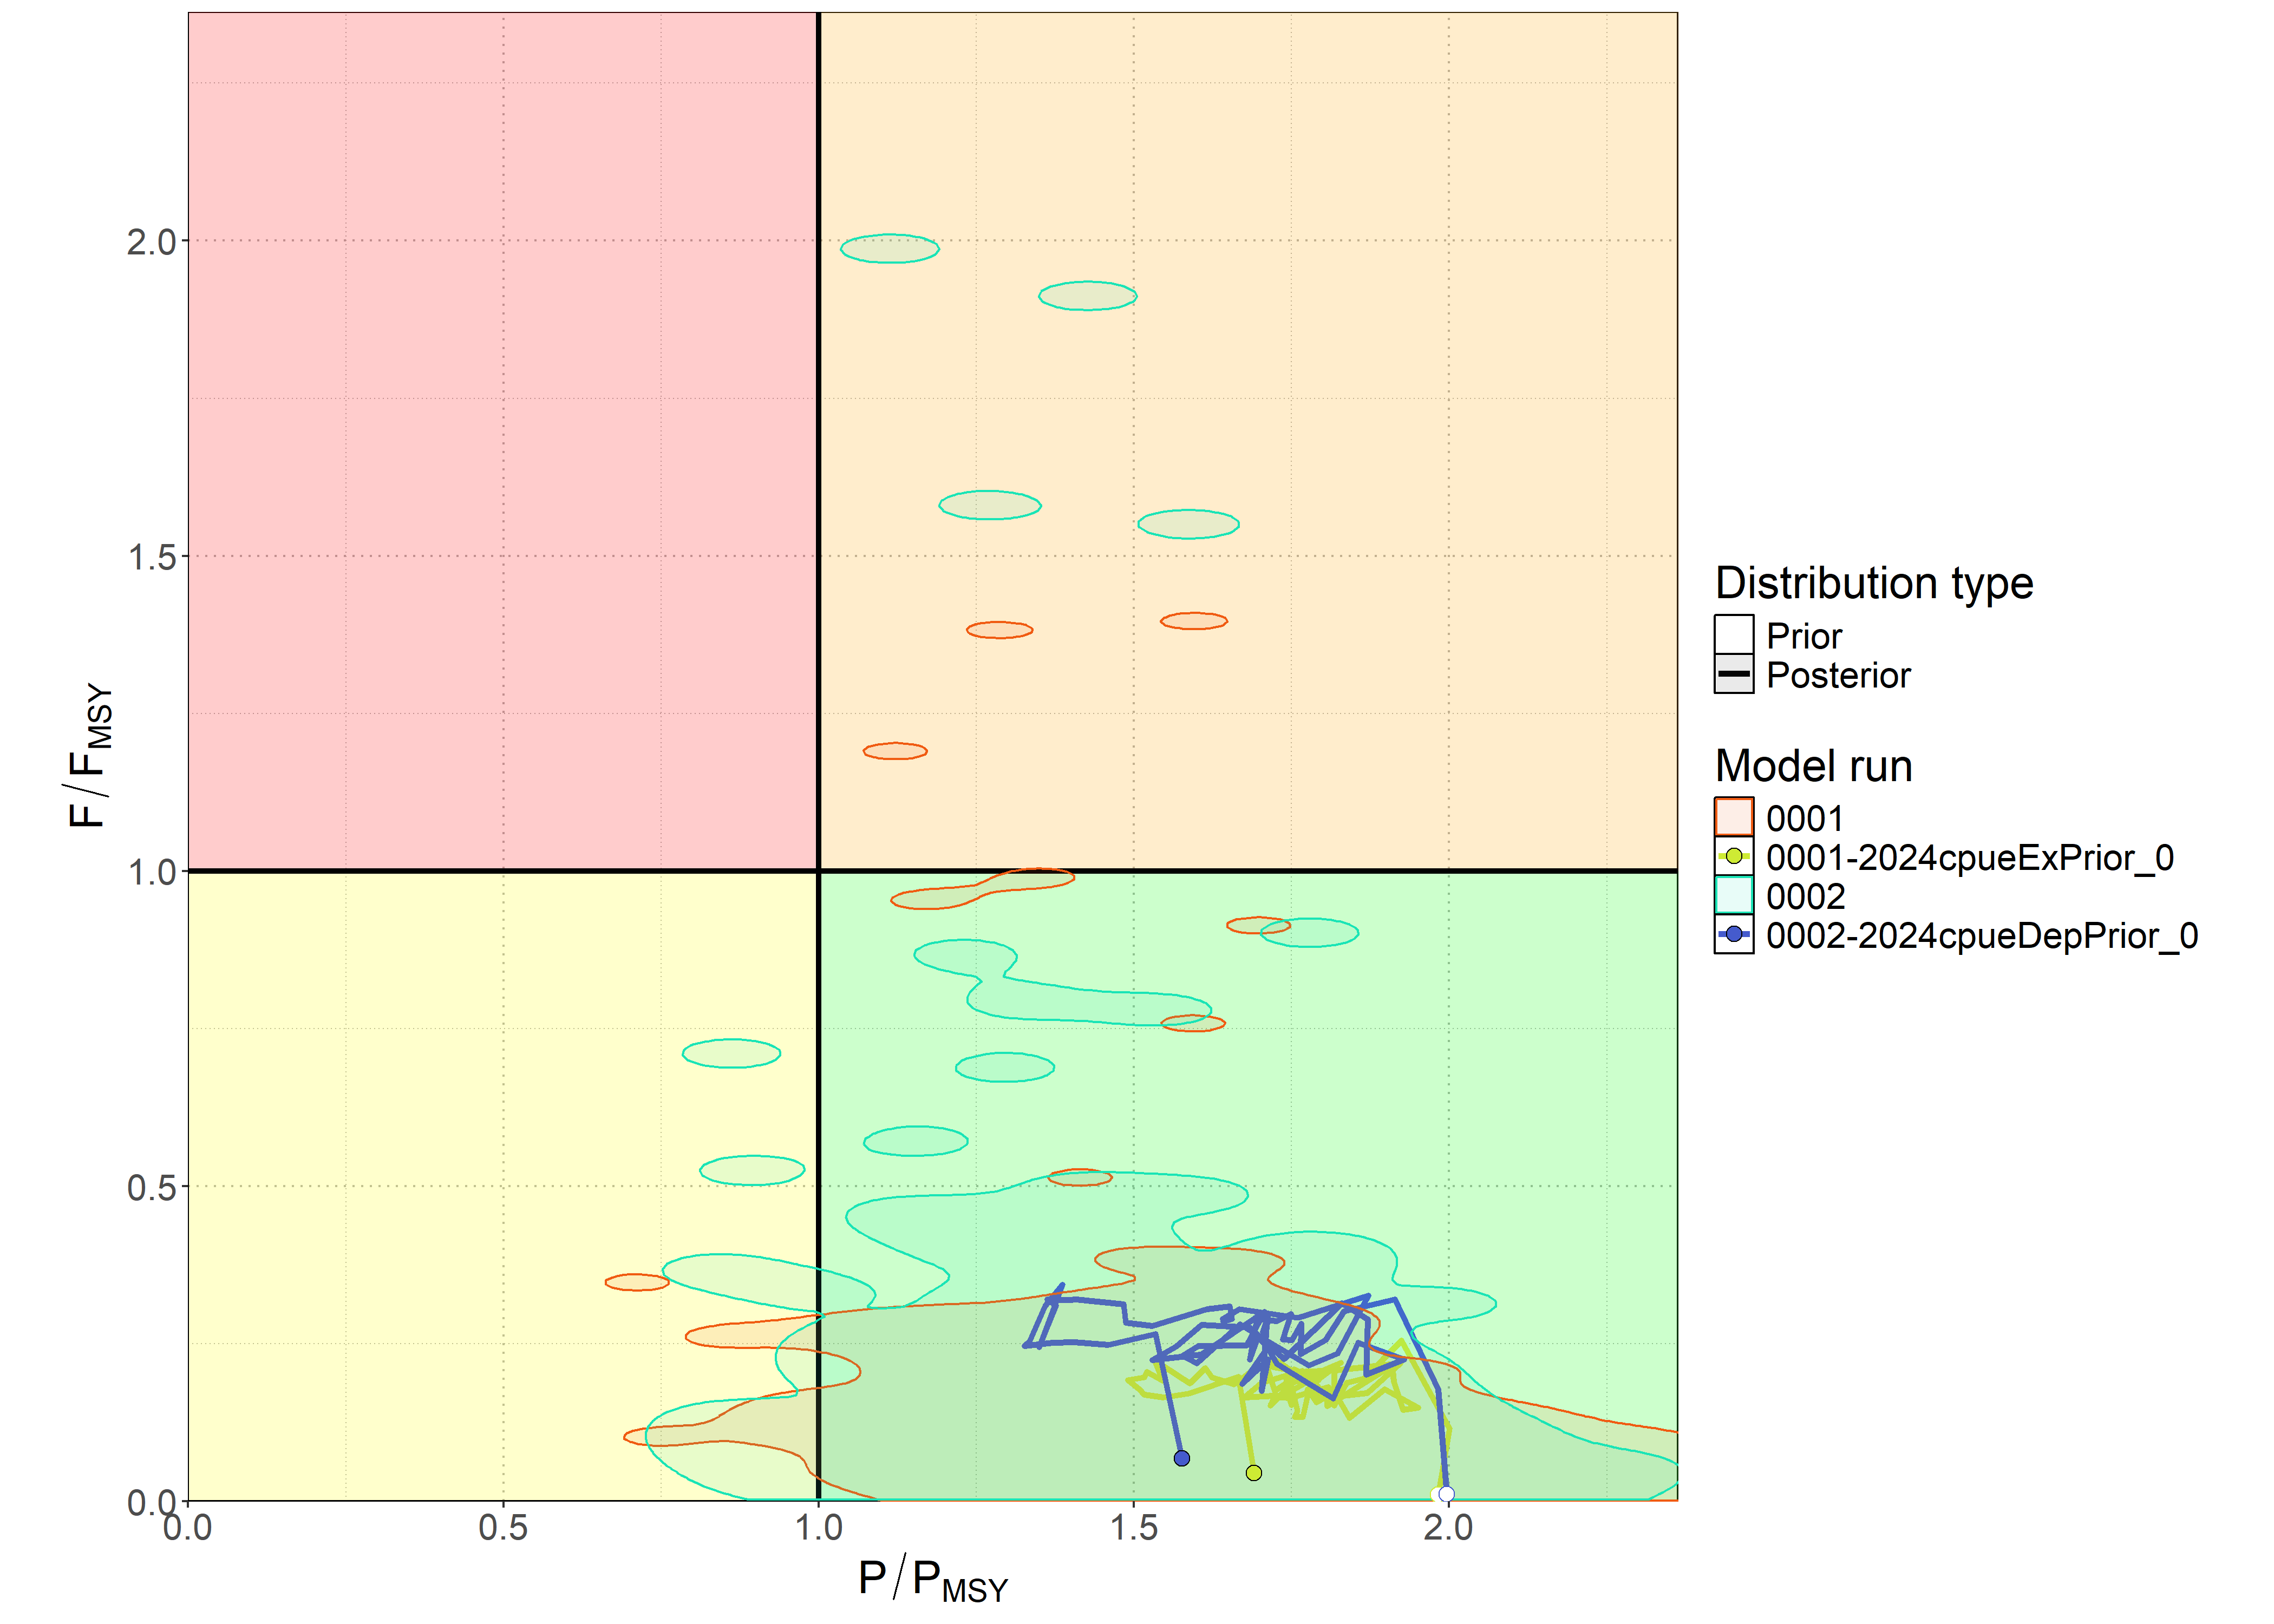 2.0
1.5
1.0
0.5
0.0
0.0 0.5 1.0 1.5 2.0
F/FMSY
P/PMSY
Distribution type
Prior
Posterior
Model run
0001
0001-2024cpueExPrior_0
0002
0002-2024cpueDepPrior_0